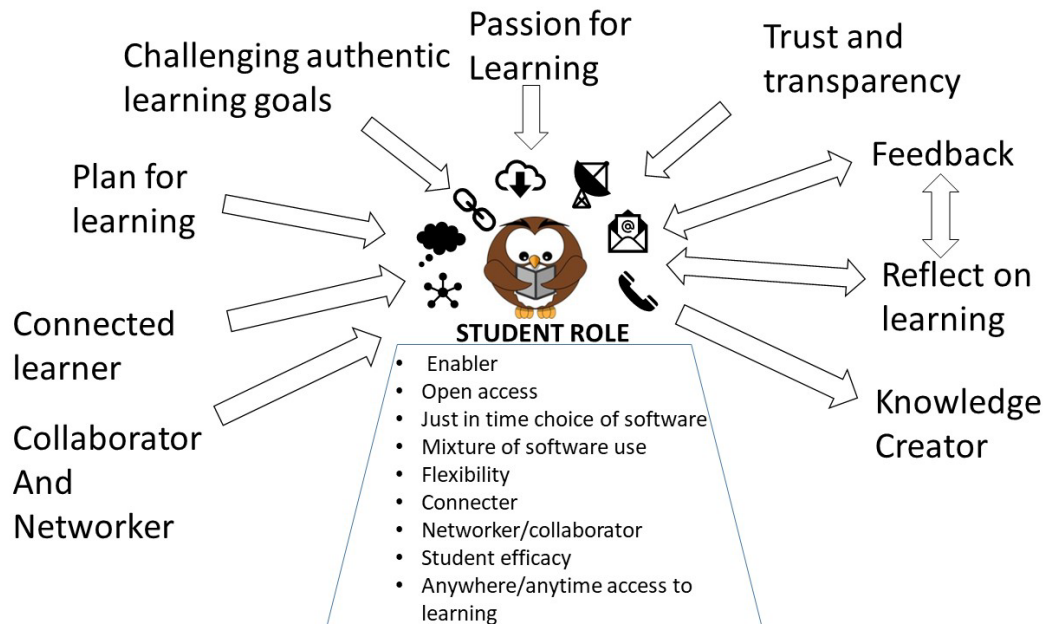 Passion for
Learning
Trust and
transparency
Challenging authentic
learning goals
Feedback
Plan for
learning
@
Reflect on
learning
Connected
learner
STUDENT ROLE
• Enabler
• Open access
• Just in time choice of software
• Mixture of software use
• Flexibility
• Connecter
• Networker/collaborator
• Student efficacy
• Anywhere/anytime access to
learning
Knowledge
Creator
Collaborator
And
Networker